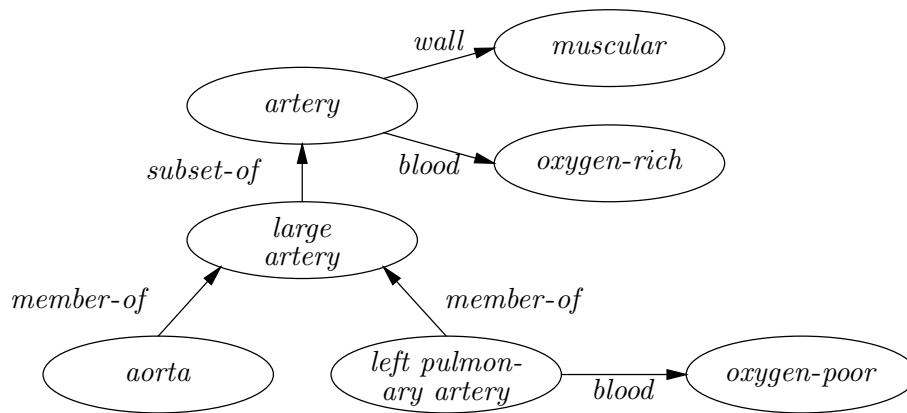 wall
muscular
artery
blood
oxygen-rich
subset-of
large
artery
member-of
member-of
aorta
left pulmon-
ary artery
blood
oxygen-poor